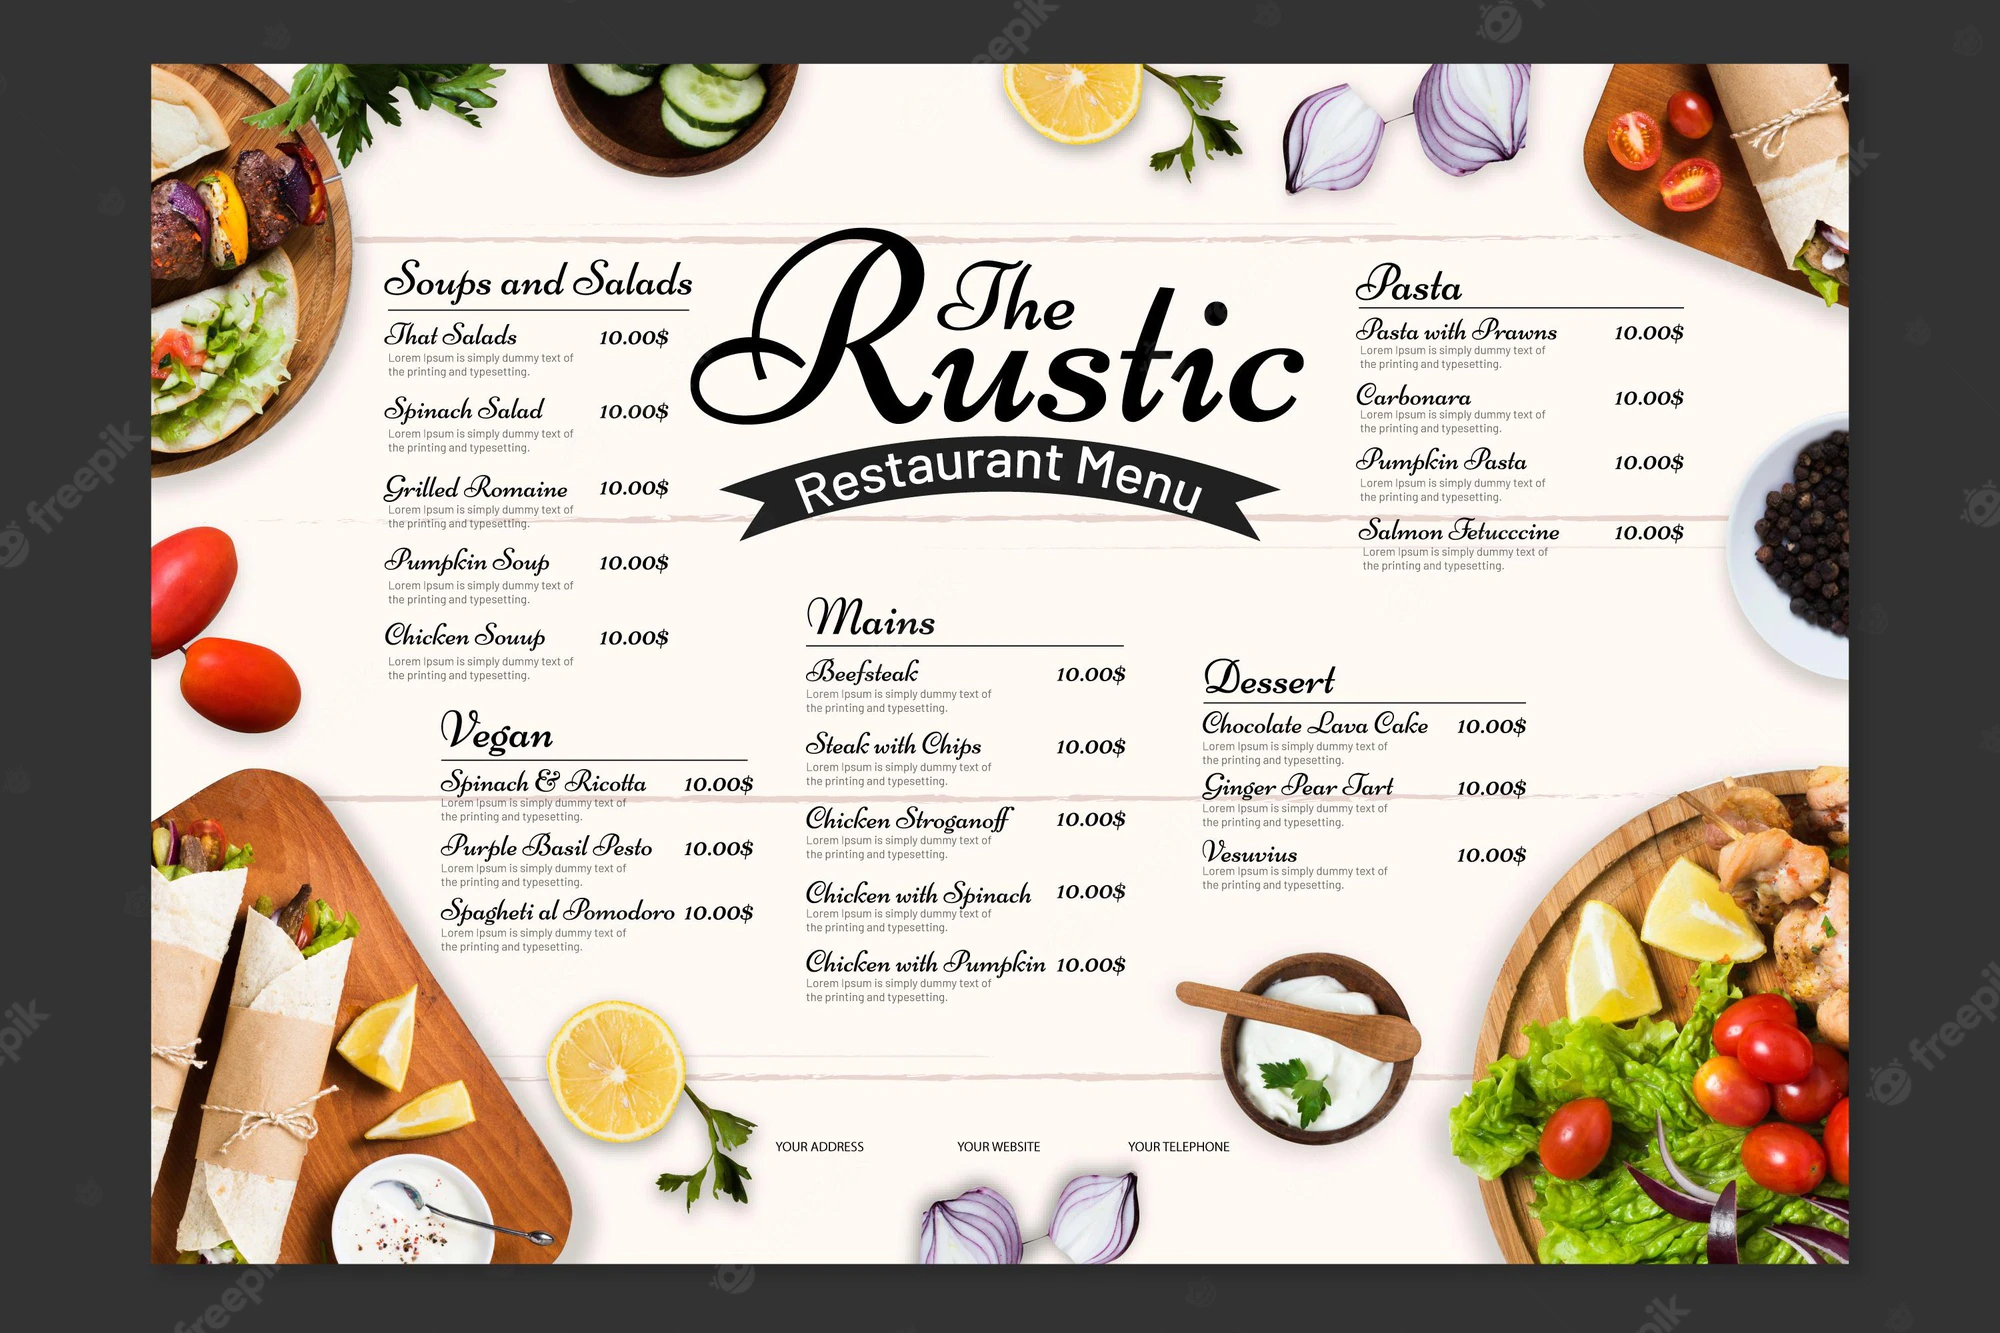 The
Rustic
Restaurant Menu
Soups and Salads
That Salads 10.00$
Lorem Ipsum is simply dummy text of
the printing and typesetting.
Spinach Salad 10.00$
Lorem Ipsum is simply dummy text of
the printing and typesetting.
Grilled Romaine 10.00$
Lorem Ipsum is simply dummy text of
the printing and typesetting.
Pumpkin Soup 10.00$
Lorem Ipsum is simply dummy text of
the printing and typesetting.
Chicken Souup 10.00$
Lorem Ipsum is simply dummy text of
the printing and typesetting.
Vegan
Spinach & Ricotta 10.00$
Lorem Ipsum is simply dummy text of
the printing and typesetting.
Purple Basil Pesto 10.00$
Lorem Ipsum is simply dummy text of
the printing and typesetting.
Spagheti al Pomodoro 10.00$
Lorem Ipsum is simply dummy text of
the printing and typesetting.
Mains
Beefsteak 10.00$
Lorem Ipsum is simply dummy text of
the printing and typesetting.
Steak with Chips 10.00$
Lorem Ipsum is simply dummy text of
the printing and typesetting.
Chicken Stroganoff 10.00$
Lorem Ipsum is simply dummy text of
the printing and typesetting.
Chicken with Spinach 10.00$
Lorem Ipsum is simply dummy text of
the printing and typesetting.
Chicken with Pumpkin 10.00$
Lorem Ipsum is simply dummy text of
the printing and typesetting.
Pasta
Pasta with Prawns 10.00$
Lorem Ipsum is simply dummy text of
the printing and typesetting.
Carbonara 10.00$
Lorem Ipsum is simply dummy text of
the printing and typesetting.
Pumpkin Pasta 10.00$
Lorem Ipsum is simply dummy text of
the printing and typesetting.
Salmon Fetucccine 10.00$
Lorem Ipsum is simply dummy text of
the printing and typesetting.
Dessert
Chocolate Lava Cake 10.00$
Lorem Ipsum is simply dummy text of
the printing and typesetting.
Ginger Pear Tart 10.00$
Lorem Ipsum is simply dummy text of
the printing and typesetting.
Vesuvius 10.00$
Lorem Ipsum is simply dummy text of
the printing and typesetting.
YOUR ADDRESS YOUR WEBSITE YOUR TELEPHONE
freepik
freepik
freepik